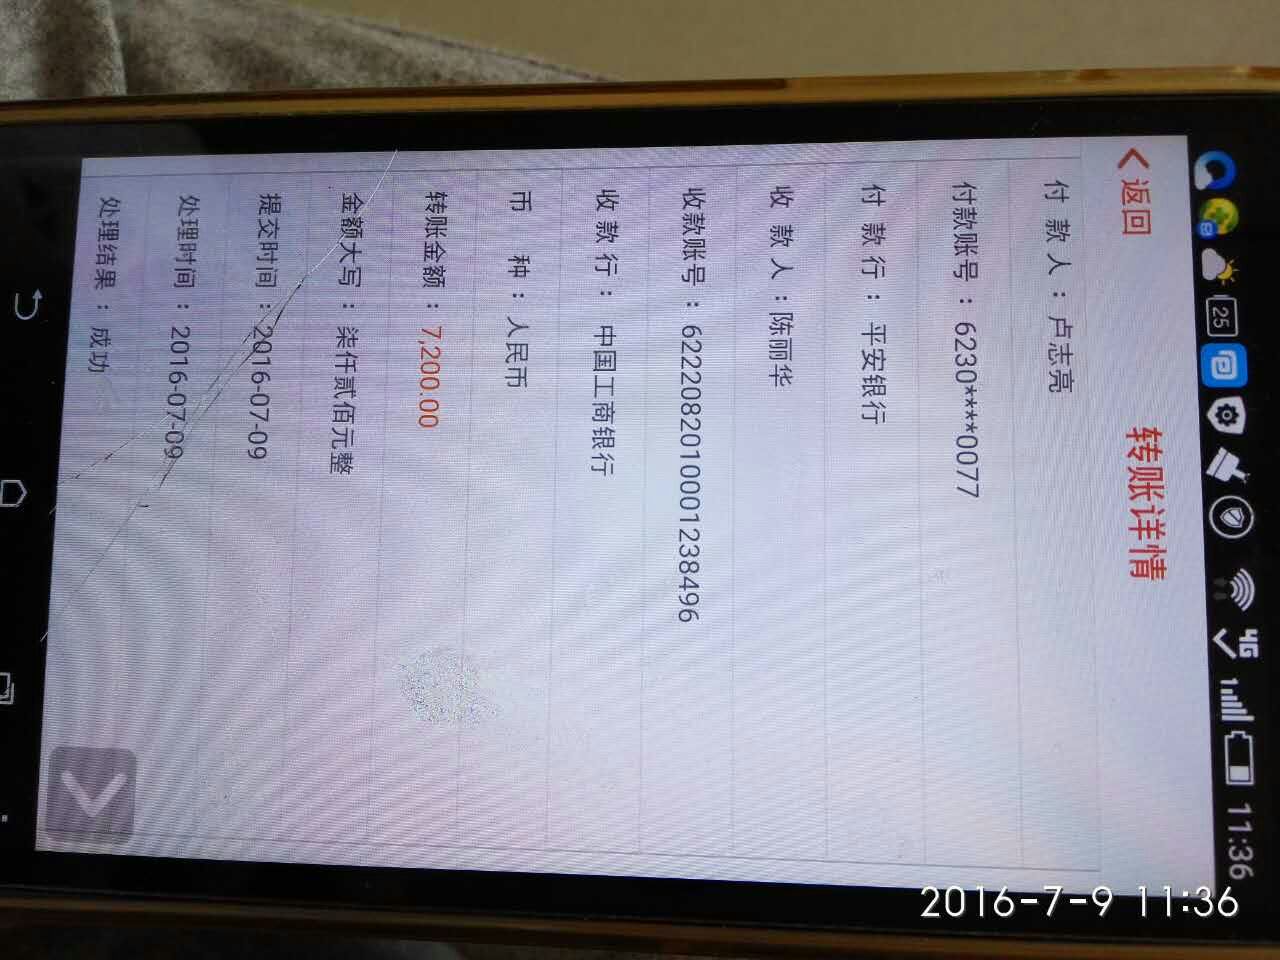 25
4G
11:36
返回
转账详情
付 款 人 ：卢志亮
付款账号 ：6230****0077
付 款 行 ：平安银行
收 款 人 ：陈丽华
收款账号 ：6222082010001238496
收 款 行 ：中国工商银行
币 种 ：人民币
转账金额 ：7,200.00
金额大写 ：柒仟贰佰元整
提交时间 ：2016-07-09
处理时间 ：2016-07-09
处理结果 ：成功
2016-7-9 11:36